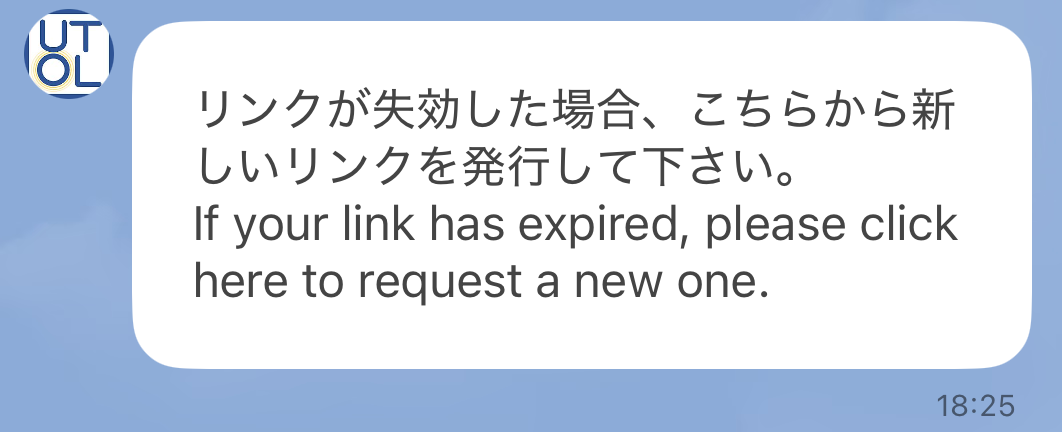 UT
OL
リンクが失効した場合、こちらから新
しいリンクを発行して下さい。
If your link has expired, please click
here to request a new one.
18:25